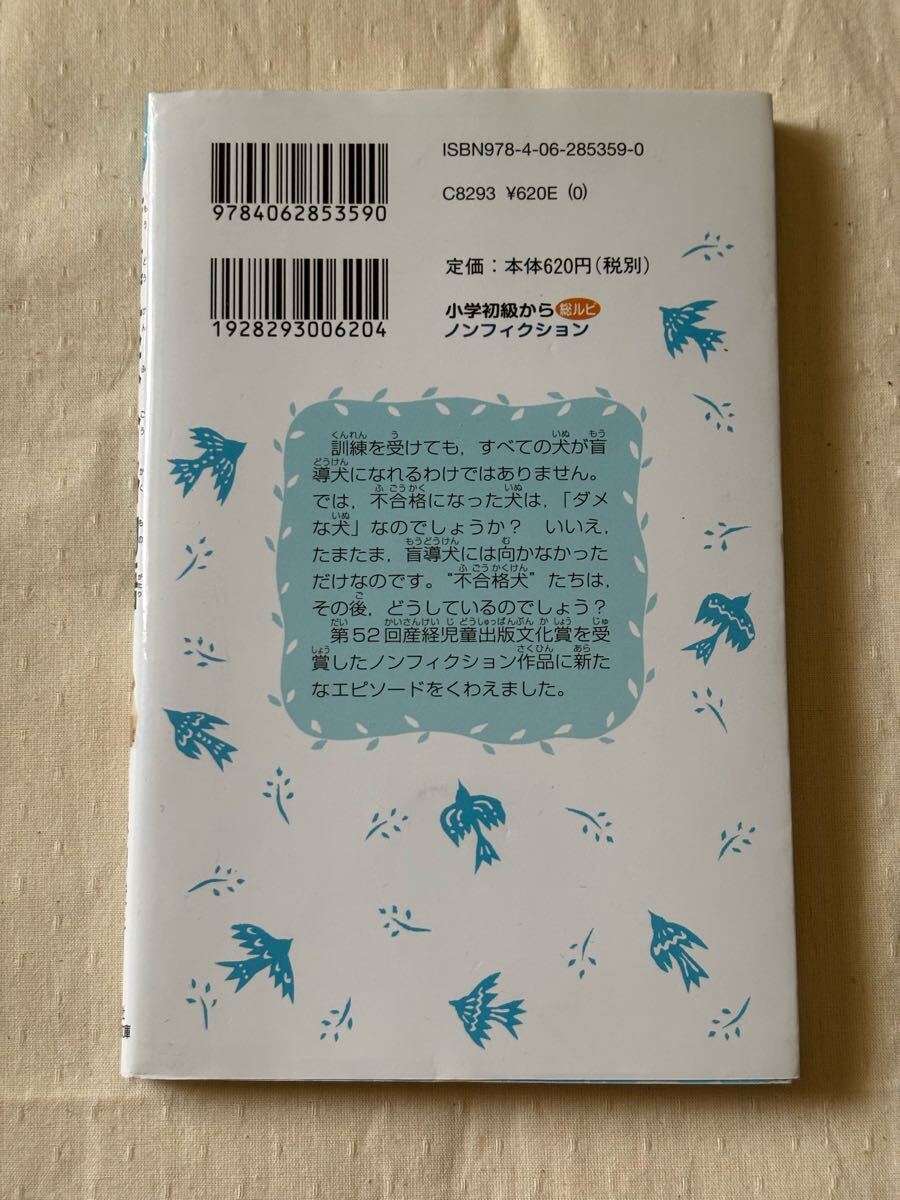 ISBN978-4-06-285359-0
9784062853590
C8293 ¥620E (0)
定価：本体620円(税別)
1928293006204
小学初級から 総ルビ
ノンフィクション
訓練を受けても，すべての犬が盲
導犬になれるわけではありません。
では，不合格になった犬は，「ダメ
な犬」なのでしょうか？　いいえ，
たまたま，盲導犬には向かなかった
だけなのです。“不合格犬”たちは，
その後，どうしているのでしょう？
第52回産経児童出版文化賞を受
賞したノンフィクション作品に新た
なエピソードをくわえました。